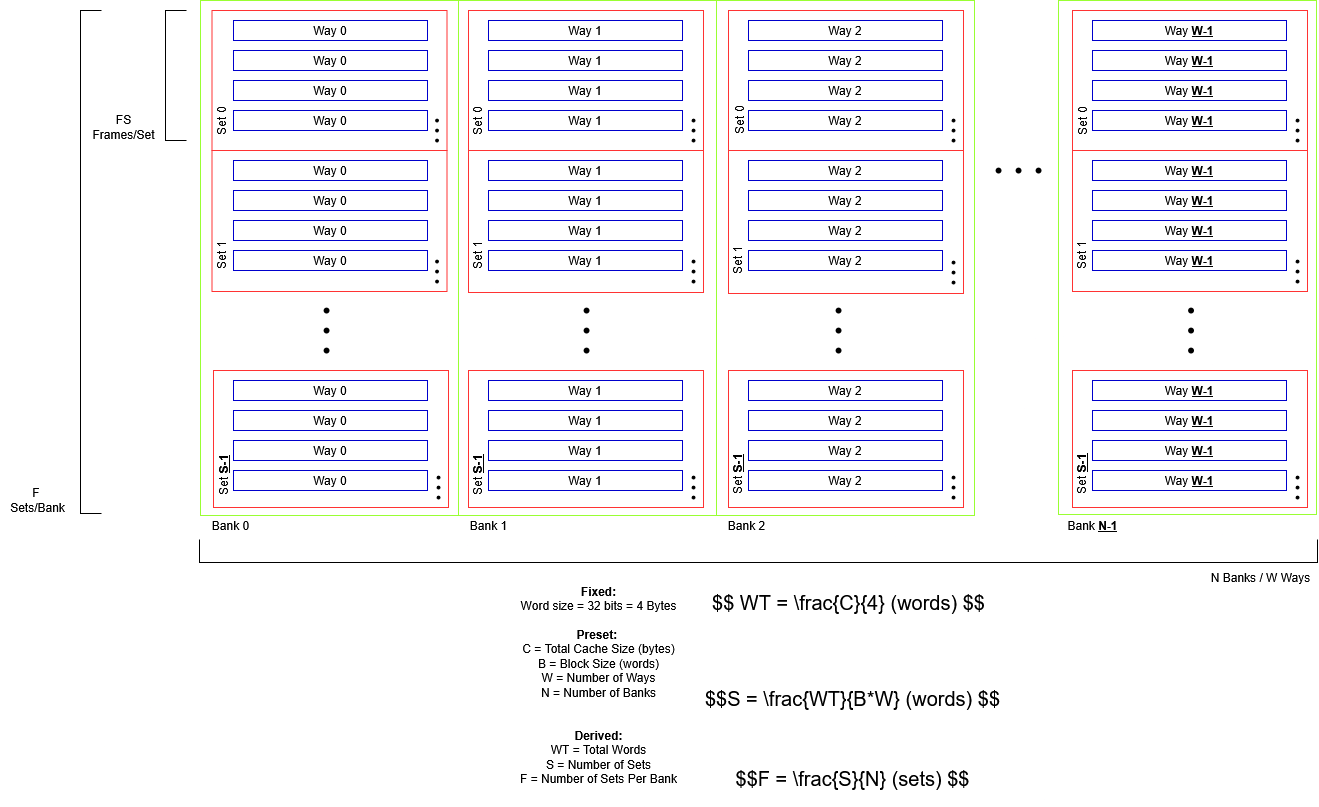 Way 0
Way 0
Way 0
Way 0
Set 0
Way 1
Way 1
Way 1
Way 1
Set 0
Way 2
Way 2
Way 2
Way 2
Set 0
Way W-1
Way W-1
Way W-1
Way W-1
Set 0
FS
Frames/Set
Way 0
Way 0
Way 0
Way 0
Set 1
Way 1
Way 1
Way 1
Way 1
Set 1
Way 2
Way 2
Way 2
Way 2
Set 1
Way W-1
Way W-1
Way W-1
Way W-1
Set 1
Way 0
Way 0
Way 0
Way 0
Set S-1
Way 1
Way 1
Way 1
Way 1
Set S-1
Way 2
Way 2
Way 2
Way 2
Set S-1
Way W-1
Way W-1
Way W-1
Way W-1
Set S-1
F
Sets/Bank
Bank 0
Bank 1
Bank 2
Bank N-1
N Banks / W Ways
Fixed:
Word size = 32 bits = 4 Bytes
$$ WT = \frac{C}{4} (words) $$
Preset:
C = Total Cache Size (bytes)
B = Block Size (words)
W = Number of Ways
N = Number of Banks
$$S = \frac{WT}{B*W} (words) $$
Derived:
WT = Total Words
S = Number of Sets
F = Number of Sets Per Bank
$$F = \frac{S}{N} (sets) $$